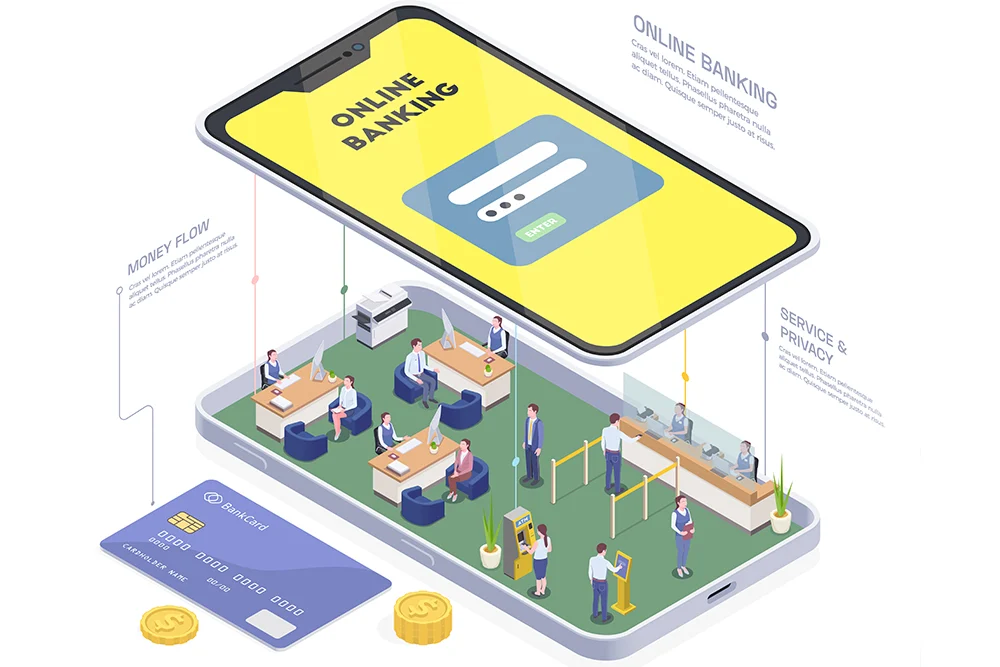 ONLINE BANKING
Cras vel lorem. Etiam pellentesque
aliquet tellus. Phasellus pharetra nulla
ac diam. Quisque semper justo at risus.
ONLINE
BANKING
ENTER
MONEY FLOW
Cras vel lorem. Etiam pellentesque
aliquet tellus. Phasellus pharetra nulla
ac diam. Quisque semper justo at risus.
SERVICE &
PRIVACY
Cras vel lorem. Etiam pellentesque
aliquet tellus. Phasellus pharetra nulla
ac diam. Quisque semper justo at risus.
ATM
BankCard
0000 0000 0000 0000
0000
CARDHOLDER NAME 00/00